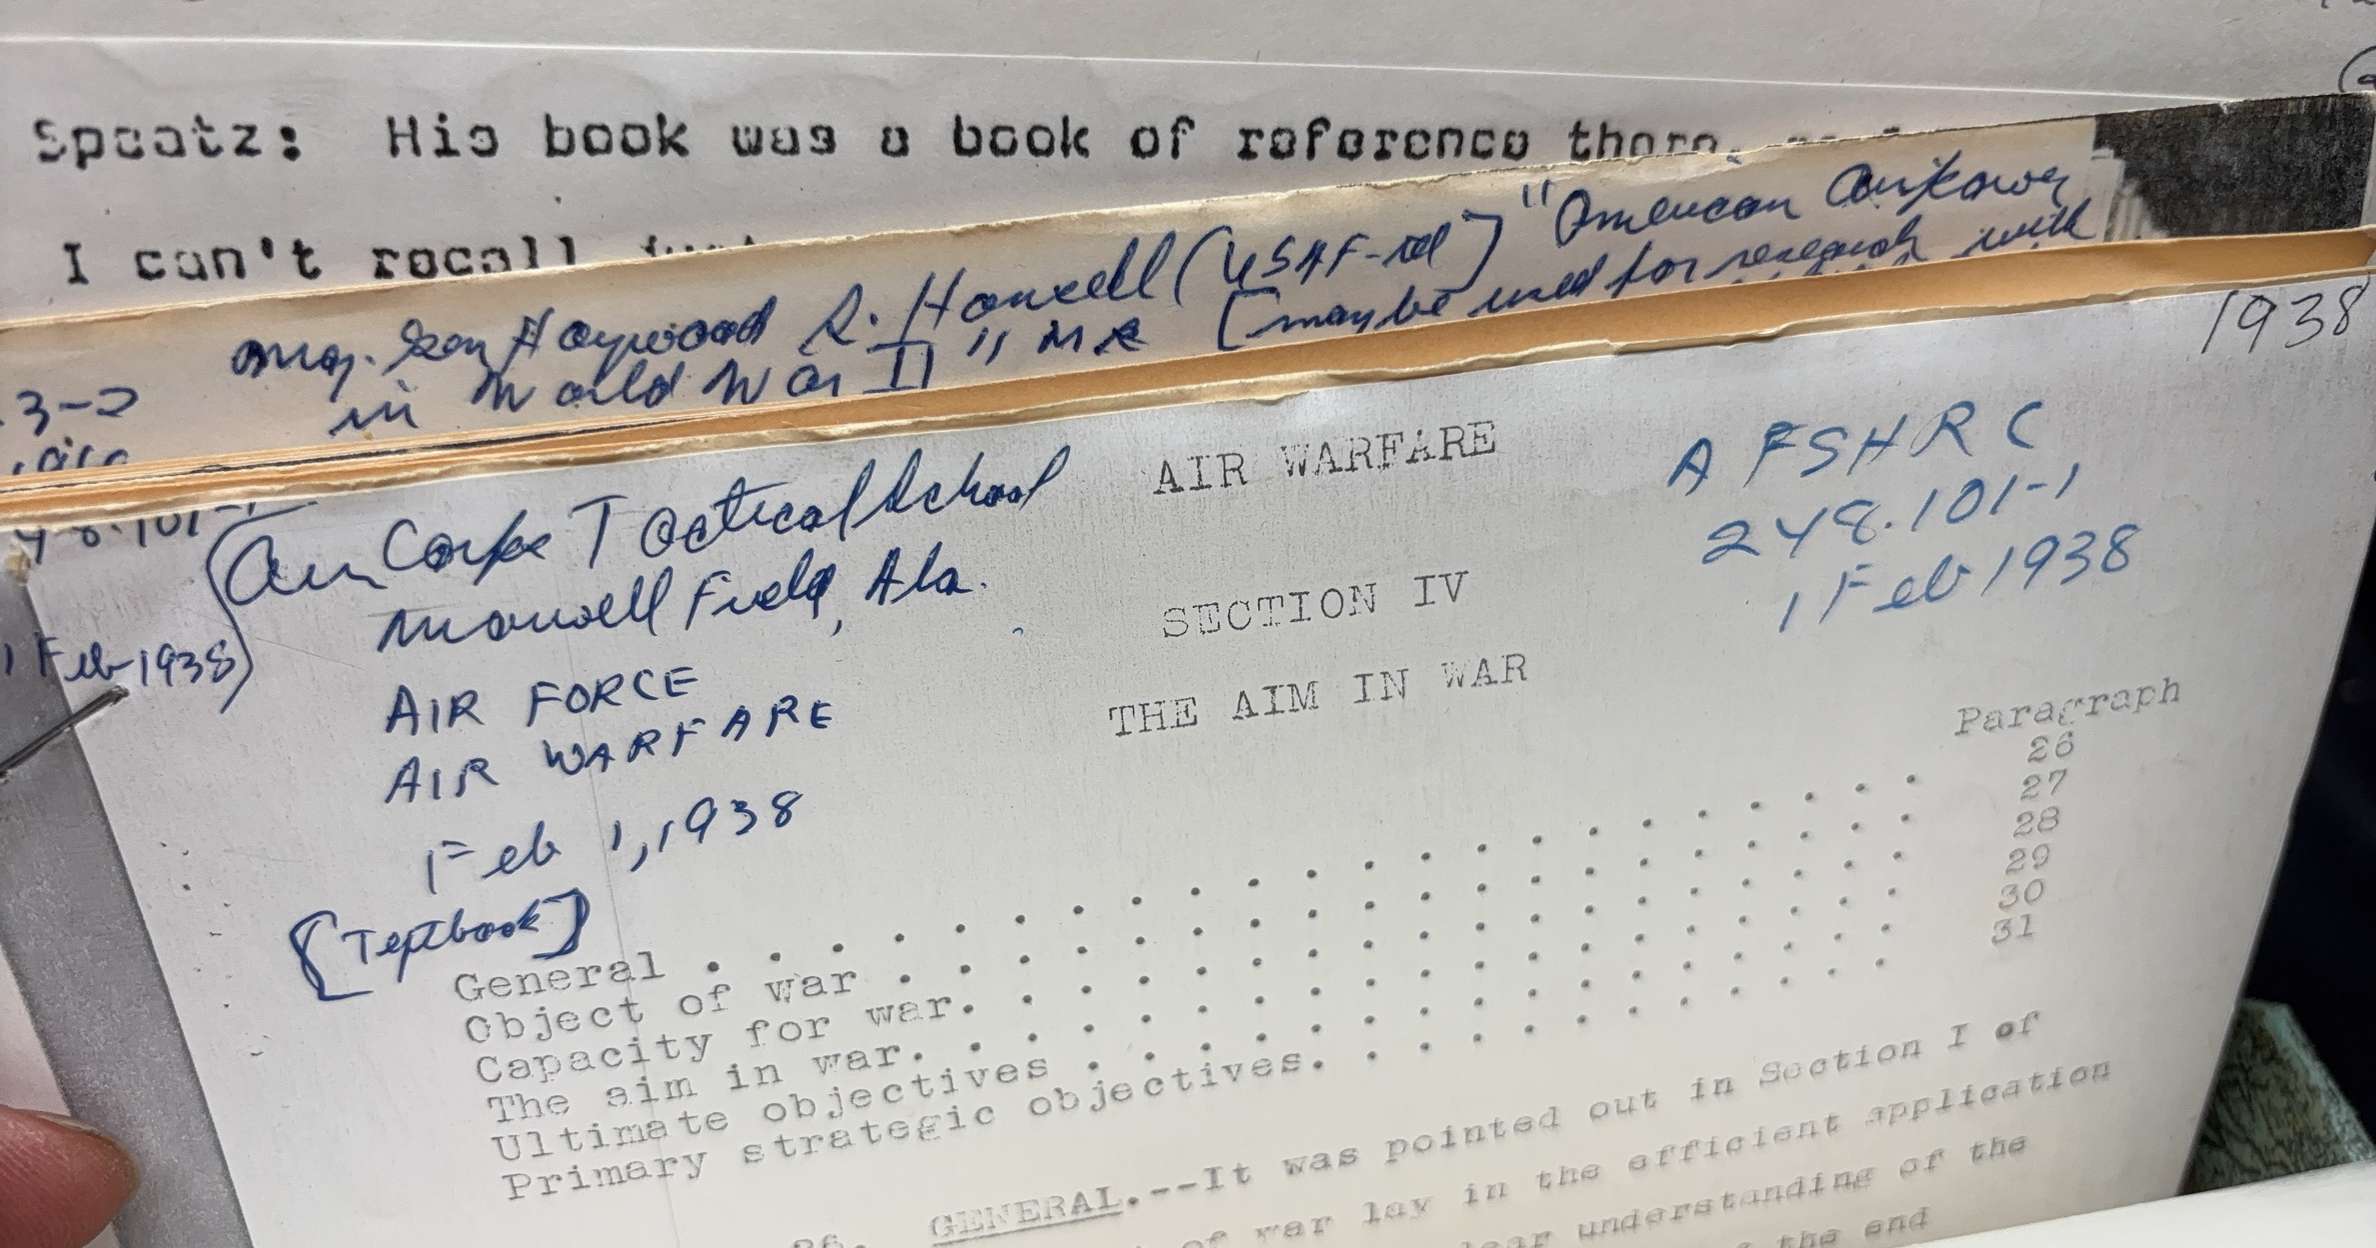 Spaatz: His book was a book of reference there,
I can't recall
Maj. Gen Haywood S. Hansell (USAF-ret) "American Airpower
in World War II" MR [maybe used for research with
.3-2
1938
AIR WARFARE
AFSHRC
248.101-1
1 Feb 1938
Air Corps Tactical School
Maxwell Field, Ala.
1 Feb 1938)
AIR FORCE
AIR WARFARE
Feb 1, 1938
[Textbook]
SECTION IV
THE AIM IN WAR
Paragraph
General . . . . . . . . . . . . . . . . . . . . . 26
Object of war . . . . . . . . . . . . . . . . . . 27
Capacity for war. . . . . . . . . . . . . . . . . 28
The aim in war. . . . . . . . . . . . . . . . . . 29
Ultimate objectives . . . . . . . . . . . . . . . 30
Primary strategic objectives. . . . . . . . . . . 31
26. GENERAL.--It was pointed out in Section I of
of war lay in the efficient application
understanding of the
the end